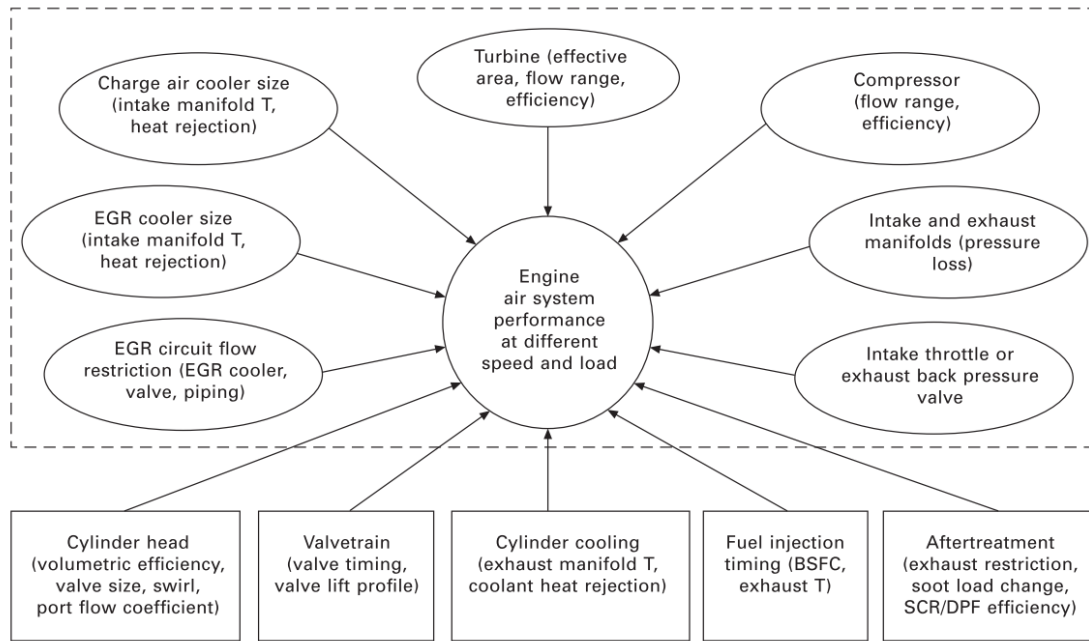 Turbine (effective
area, flow range,
efficiency)
Charge air cooler size
(intake manifold T,
heat rejection)
Compressor
(flow range,
efficiency)
EGR cooler size
(intake manifold T,
heat rejection)
Intake and exhaust
manifolds (pressure
loss)
Engine
air system
performance
at different
speed and load
EGR circuit flow
restriction (EGR cooler,
valve, piping)
Intake throttle or
exhaust back pressure
valve
Cylinder head
(volumetric efficiency,
valve size, swirl,
port flow coefficient)
Valvetrain
(valve timing,
valve lift profile)
Cylinder cooling
(exhaust manifold T,
coolant heat rejection)
Fuel injection
timing (BSFC,
exhaust T)
Aftertreatment
(exhaust restriction,
soot load change,
SCR/DPF efficiency)